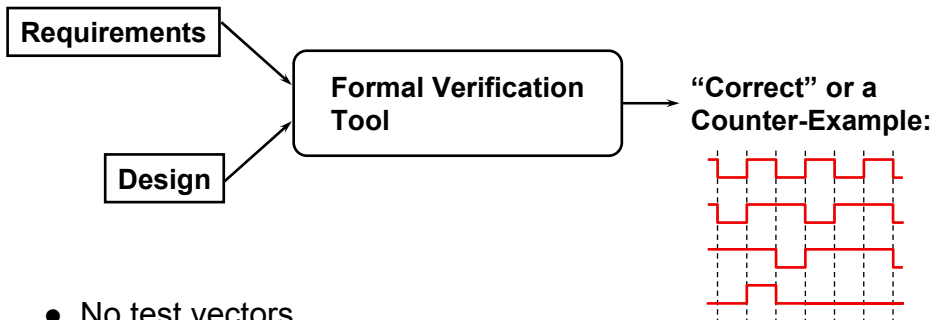 Requirements
Formal Verification
Tool
“Correct” or a
Counter-Example:
Design
● No test vectors